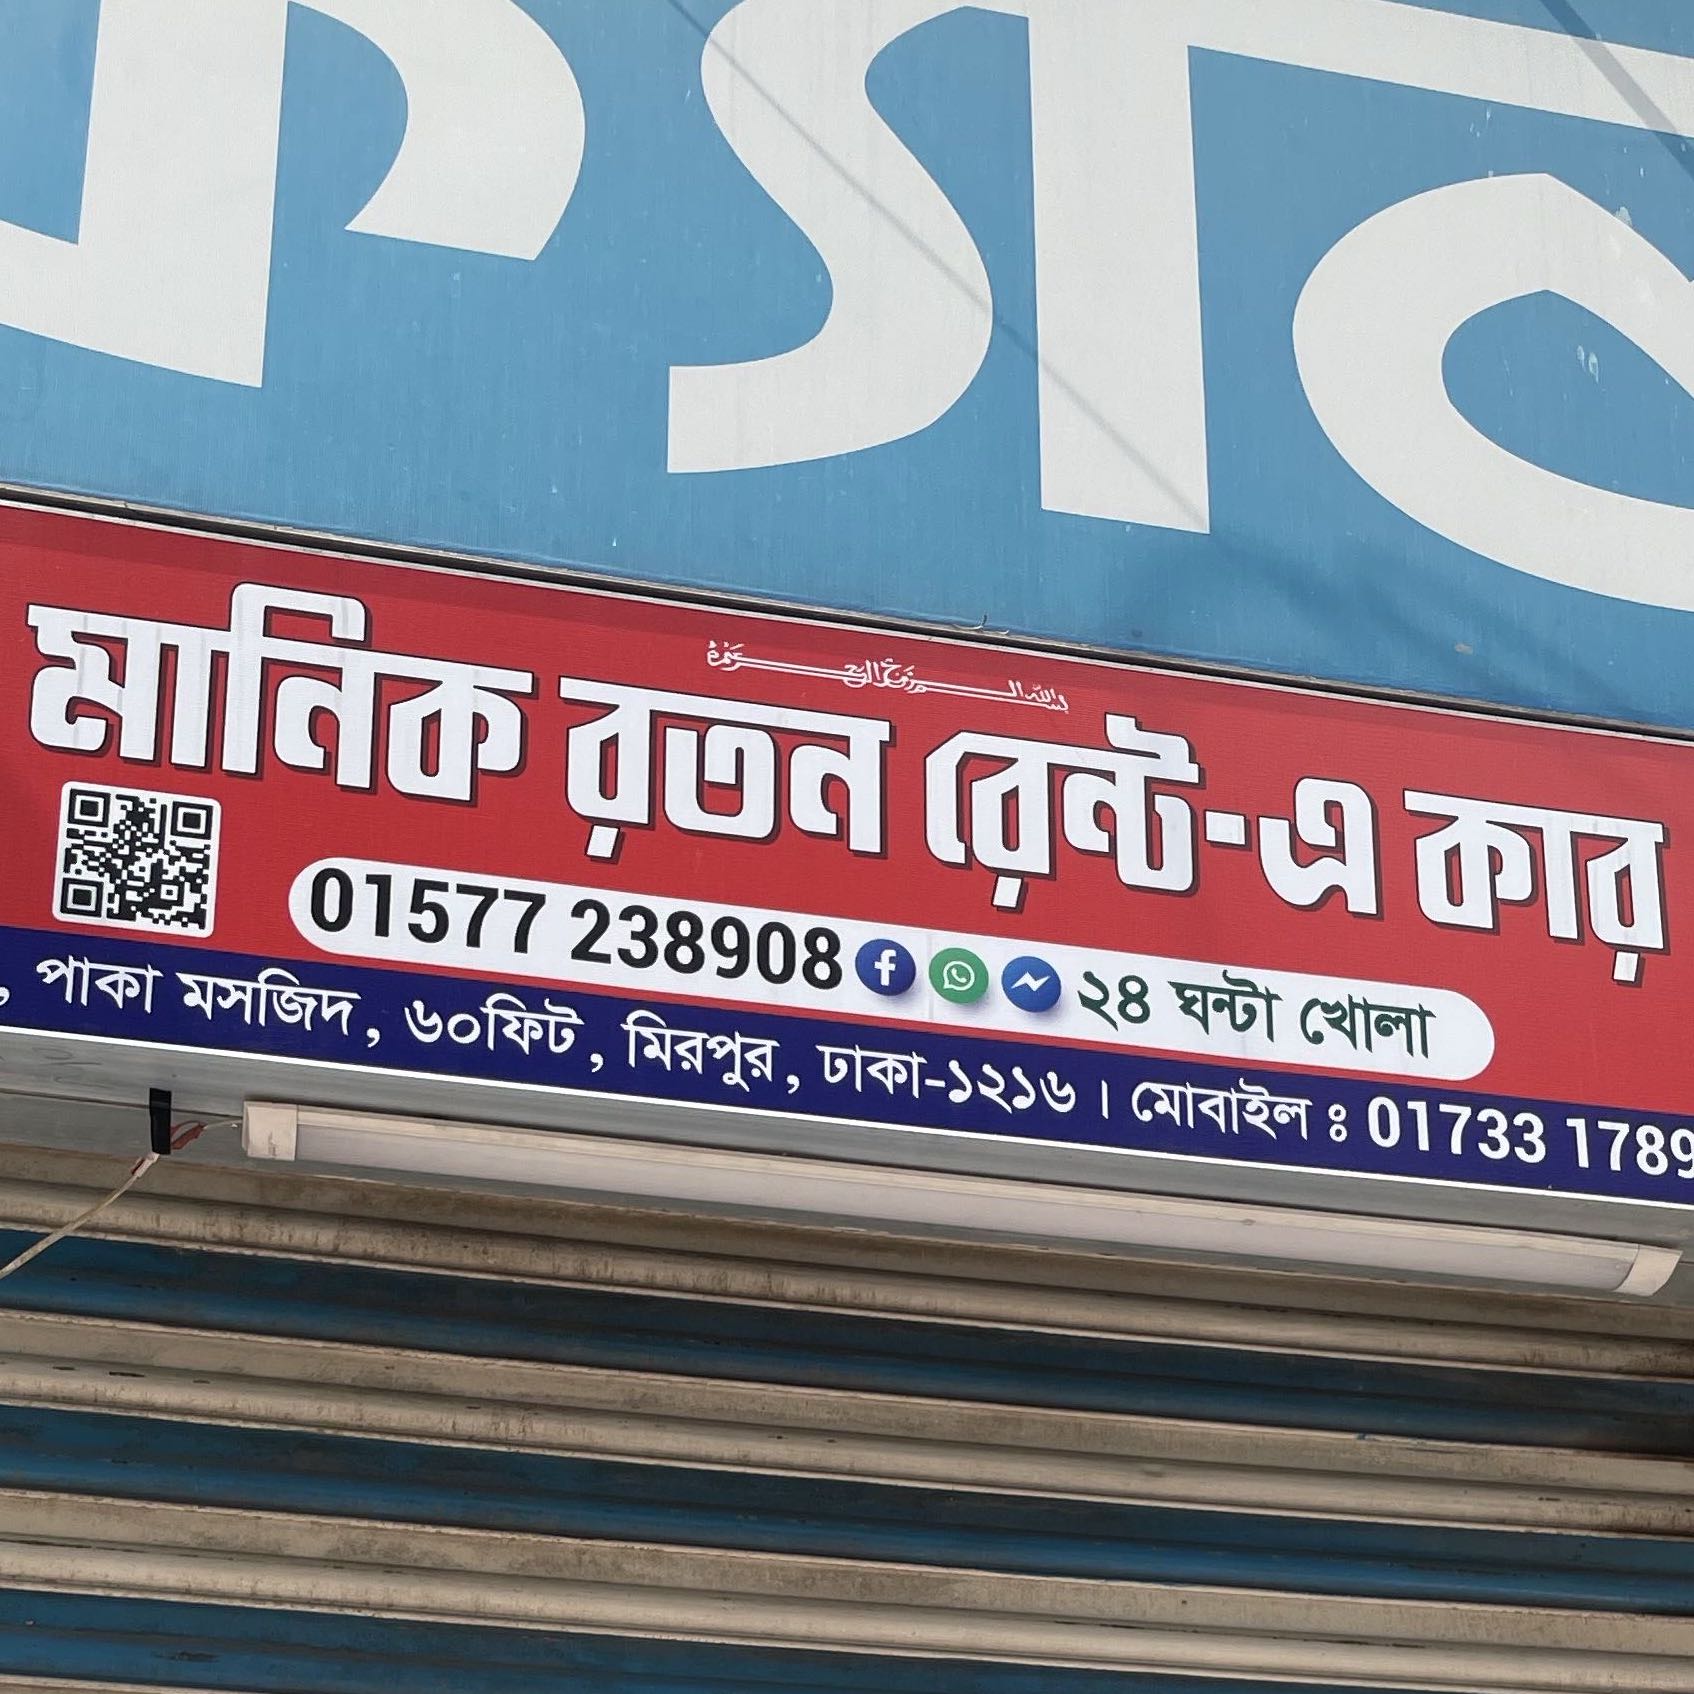 মানিক রতন রেন্ট-এ কার
01577 238908 ২৪ ঘন্টা খোলা
, পাকা মসজিদ, ৬০ফিট, মিরপুর, ঢাকা-১২১৬। মোবাইল ঃ 01733 1789